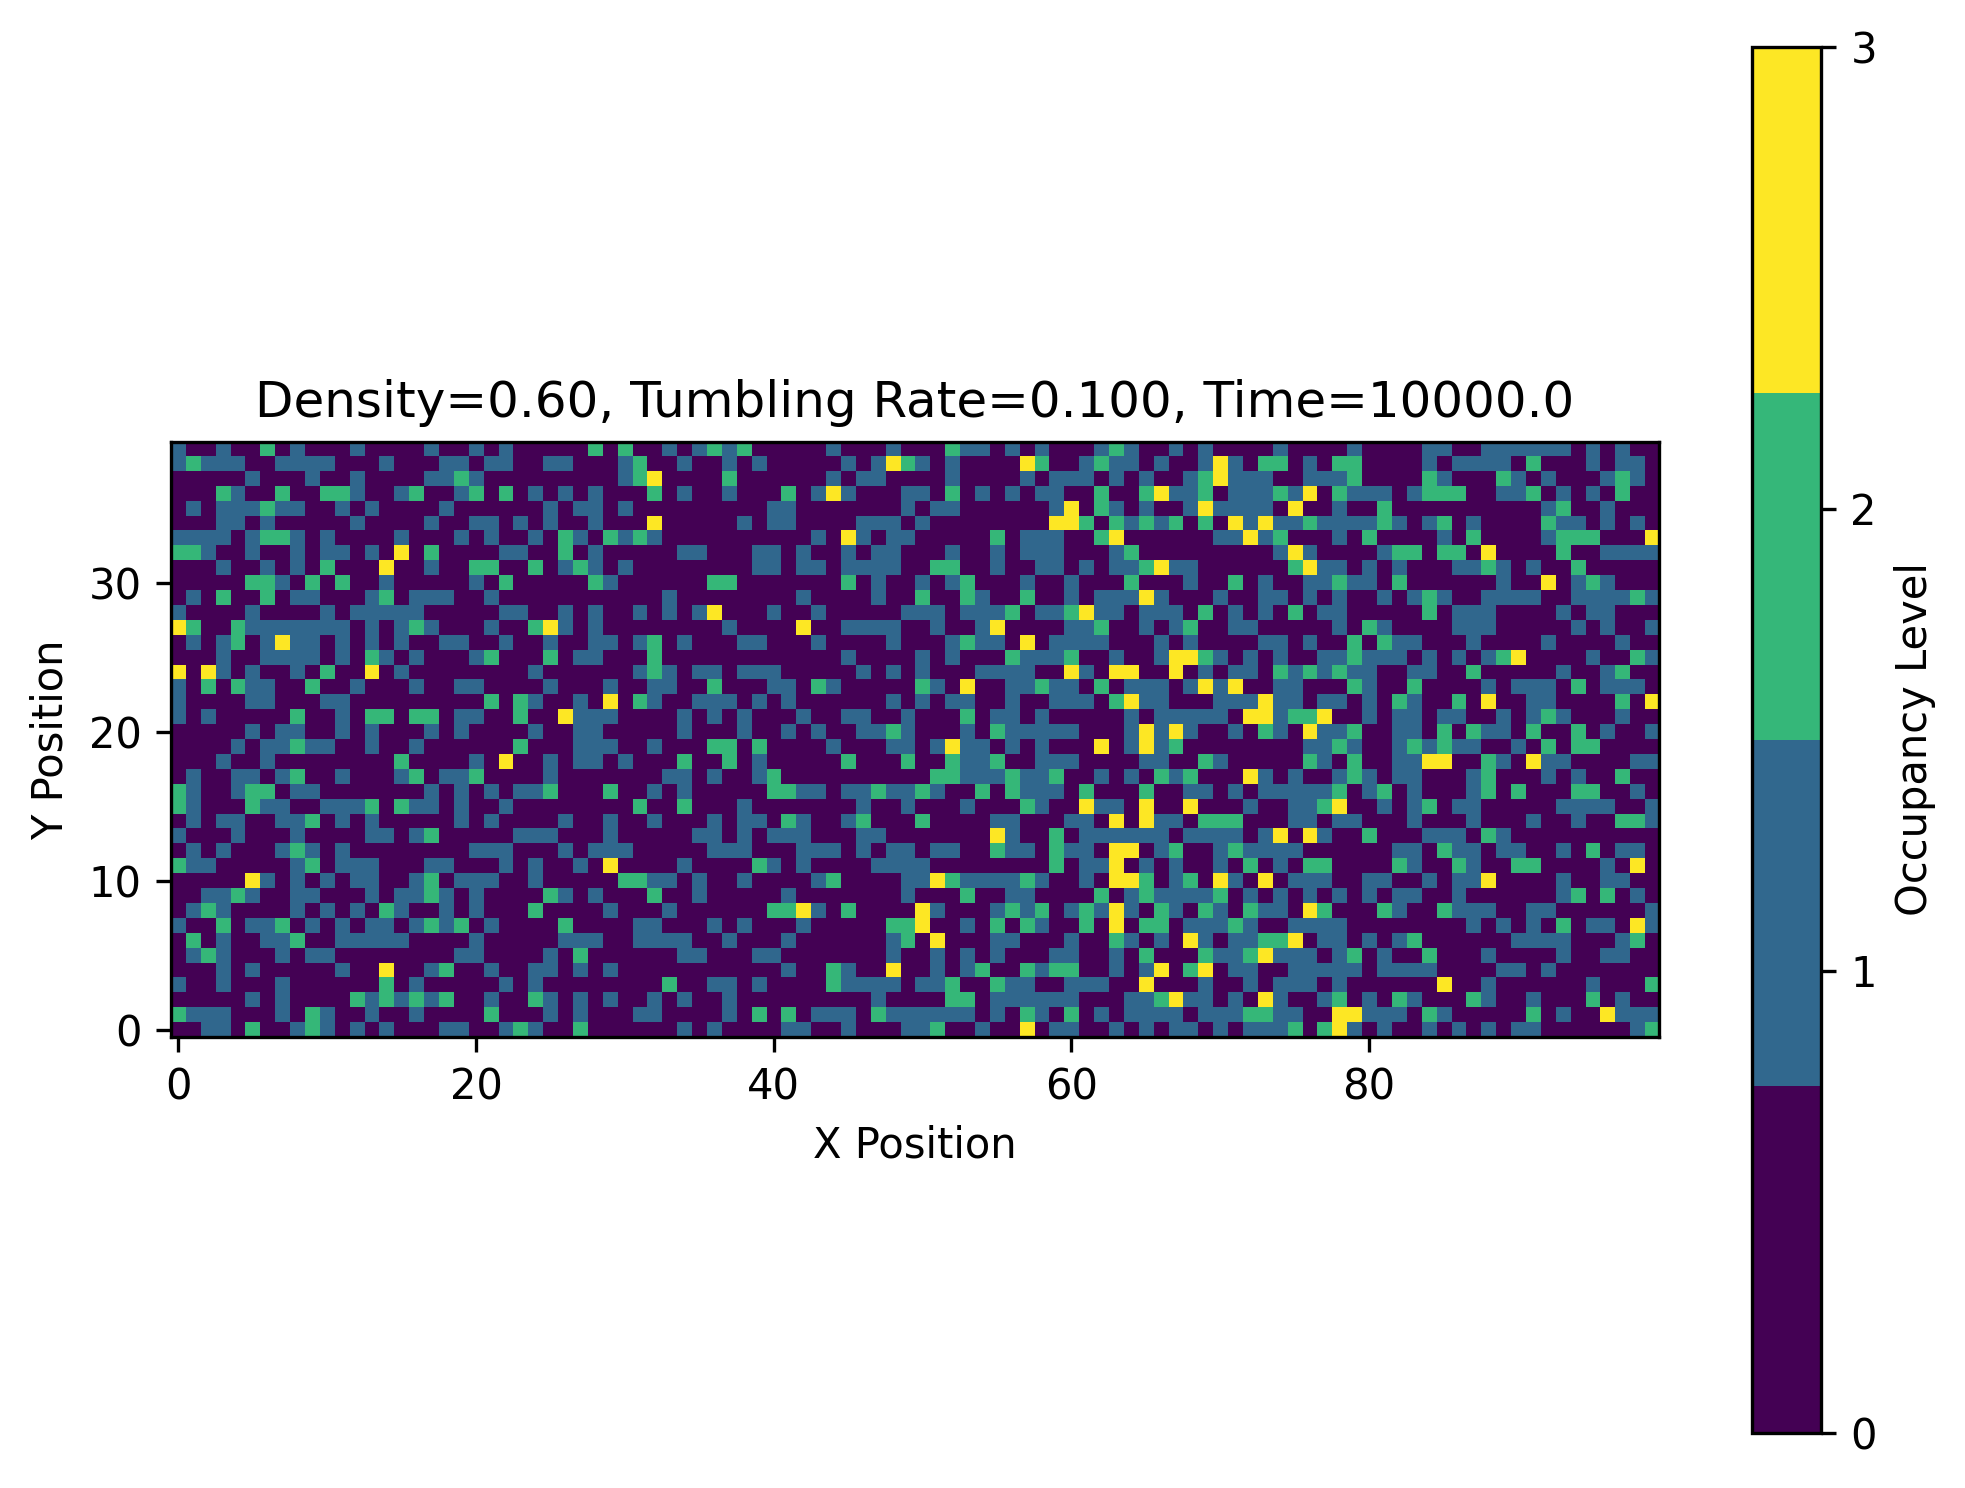 Density=0.60, Tumbling Rate=0.100, Time=10000.0
30
20
10
0
Y Position
0 20 40 60 80
X Position
3
2
1
0
Occupancy Level